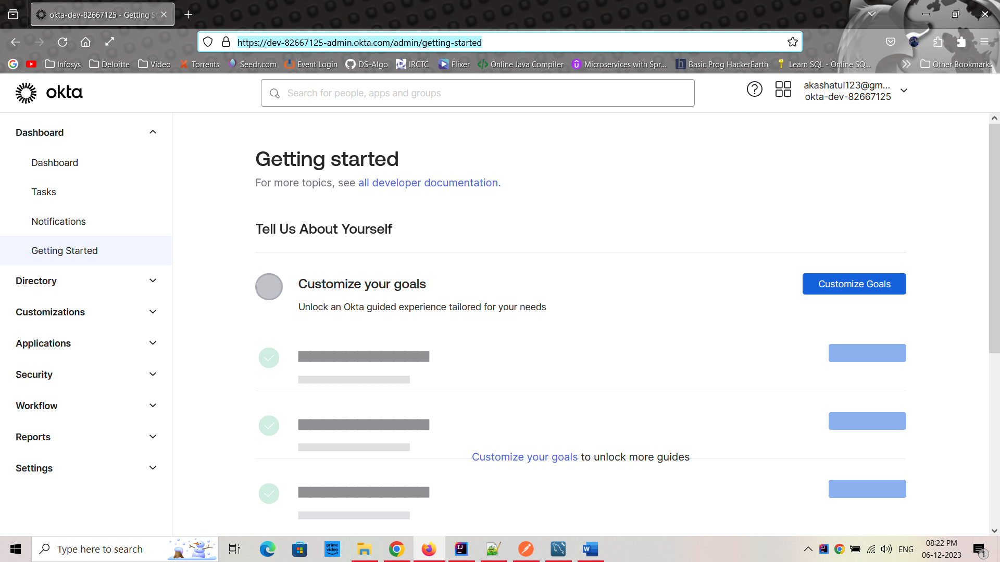 okta-dev-82667125 - Getting St
https://dev-82667125-admin.okta.com/admin/getting-started
Infosys Deloitte Video Torrents Seedr.com Event Login DS-Algo IRCTC Flixer Online Java Compiler Microservices with Spr... Basic Prog HackerEarth Learn SQL - Online SQ... Other Bookmarks
okta
Search for people, apps and groups
akashatul123@gm...
okta-dev-82667125
Dashboard
Dashboard
Tasks
Notifications
Getting Started
Directory
Customizations
Applications
Security
Workflow
Reports
Settings
Getting started
For more topics, see all developer documentation.
Tell Us About Yourself
Customize your goals
Customize Goals
Unlock an Okta guided experience tailored for your needs
Customize your goals to unlock more guides
Type here to search
prime video
ENG
08:22 PM
06-12-2023
1